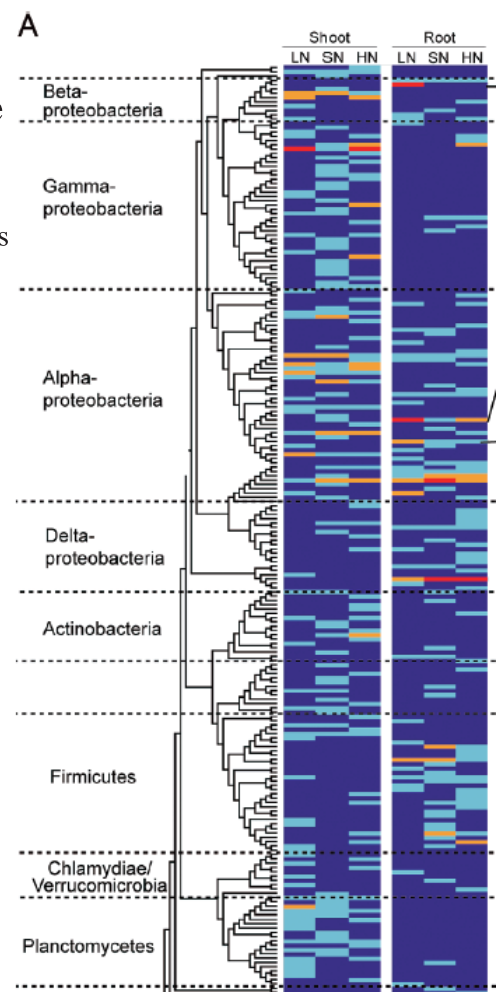 A
Shoot
Root
LN SN HN
LN SN HN
e
Beta-
proteobacteria
Gamma-
proteobacteria
s
Alpha-
proteobacteria
Delta-
proteobacteria
Actinobacteria
Firmicutes
Chlamydiae/
Verrucomicrobia
Planctomycetes